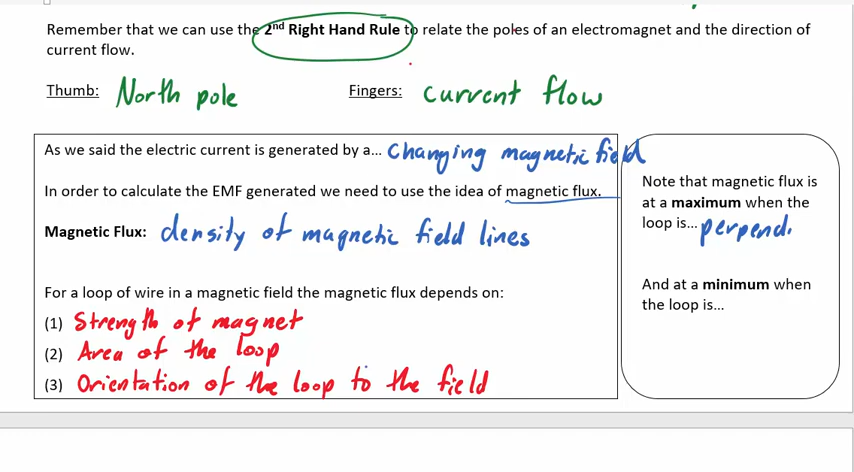 Remember that we can use the 2nd Right Hand Rule to relate the poles of an electromagnet and the direction of
current flow.
Thumb: North pole Fingers: current flow
As we said the electric current is generated by a... changing magnetic field
In order to calculate the EMF generated we need to use the idea of magnetic flux.
Magnetic Flux: density of magnetic field lines
For a loop of wire in a magnetic field the magnetic flux depends on:
(1) Strength of magnet
(2) Area of the loop
(3) Orientation of the loop to the field
Note that magnetic flux is
at a maximum when the
loop is... perpend.
And at a minimum when
the loop is...